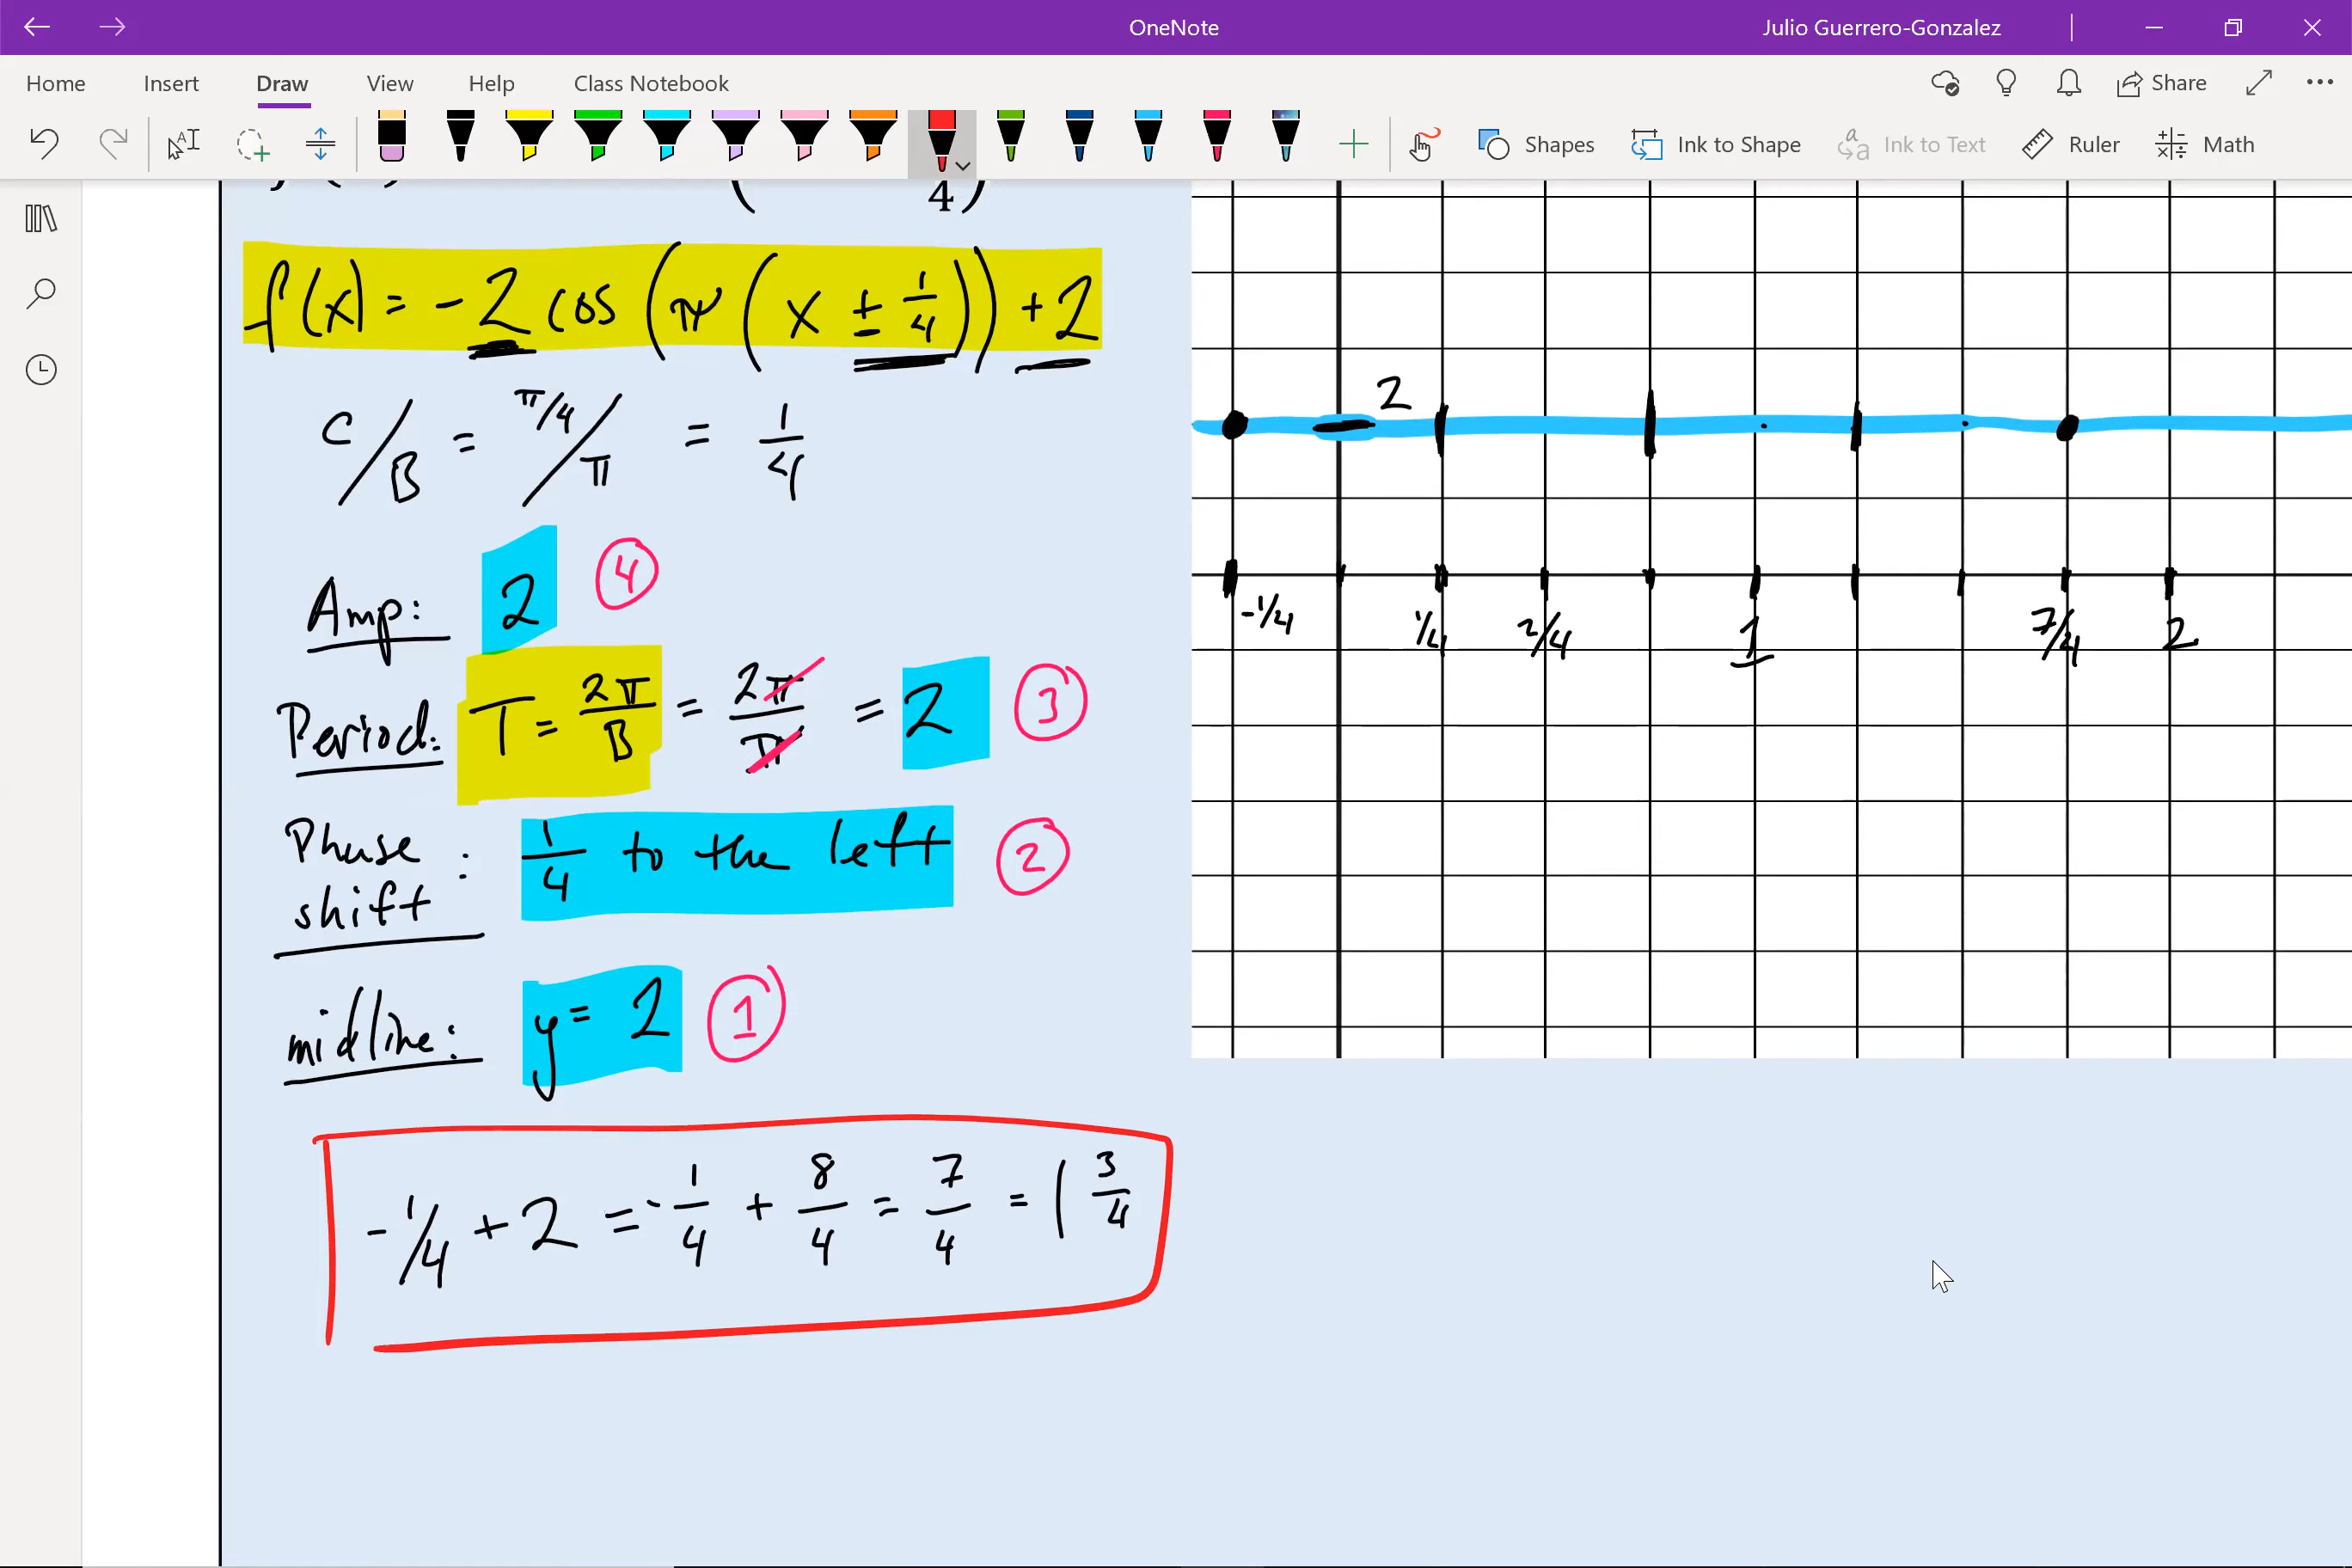 OneNote
Julio Guerrero-Gonzalez
Home Insert Draw View Help Class Notebook Share
Shapes Ink to Shape Ink to Text Ruler Math
4)
f(x) = -2 cos (π (x ± 1/4)) + 2
C/B = π/4 / π = 1/4
Amp: 2 ④
Period: T = 2π/B = 2π/π = 2 ③
Phase shift : 1/4 to the left ②
midline: y = 2 ①
-1/4 + 2 = -1/4 + 8/4 = 7/4 = 1 3/4
2
-1/4 1/4 2/4 1 7/4 2